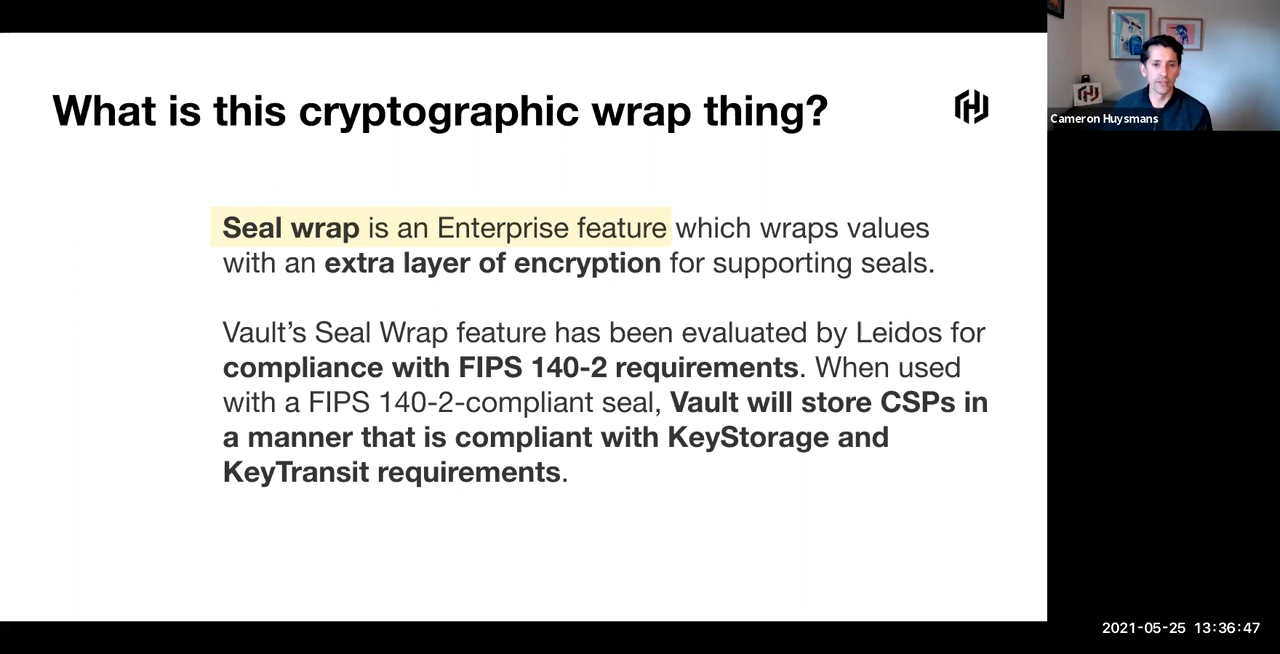 What is this cryptographic wrap thing?
Cameron Huysmans
Seal wrap is an Enterprise feature which wraps values
with an extra layer of encryption for supporting seals.
Vault’s Seal Wrap feature has been evaluated by Leidos for
compliance with FIPS 140-2 requirements. When used
with a FIPS 140-2-compliant seal, Vault will store CSPs in
a manner that is compliant with KeyStorage and
KeyTransit requirements.
2021-05-25 13:36:47